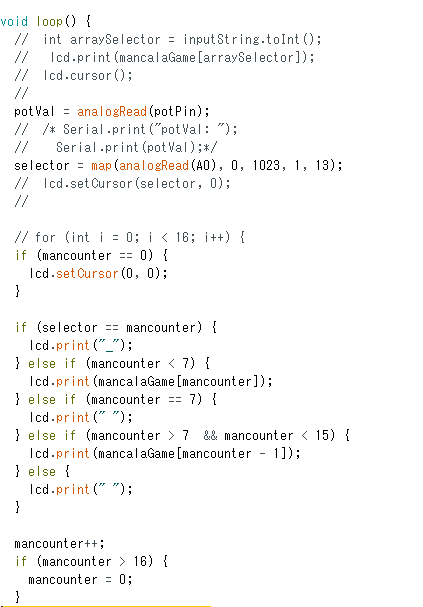 void loop() {
//  int arraySelector = inputString.toInt();
//   lcd.print(mancalaGame[arraySelector]);
//  lcd.cursor();
//
potVal = analogRead(potPin);
//  /* Serial.print("potVal: ");
//    Serial.print(potVal);*/
selector = map(analogRead(A0), 0, 1023, 1, 13);
//  lcd.setCursor(selector, 0);
//
// for (int i = 0; i < 16; i++) {
if (mancounter == 0) {
lcd.setCursor(0, 0);
}
if (selector == mancounter) {
lcd.print("_");
} else if (mancounter < 7) {
lcd.print(mancalaGame[mancounter]);
} else if (mancounter == 7) {
lcd.print(" ");
} else if (mancounter > 7  && mancounter < 15) {
lcd.print(mancalaGame[mancounter - 1]);
} else {
lcd.print(" ");
}
mancounter++;
if (mancounter > 16) {
mancounter = 0;
}